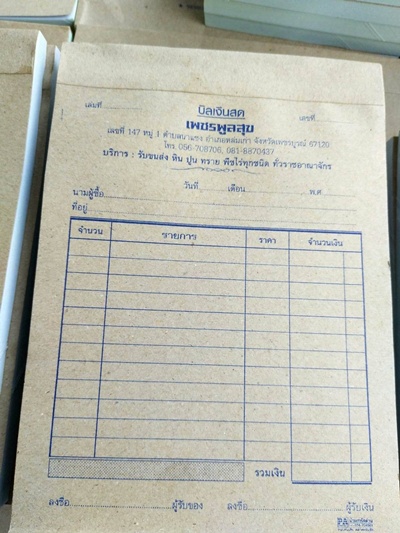 เล่มที่ บิลเงินสด เลขที่
เพชรพูลสุข
เลขที่ 147 หมู่ 1 ตำบลนาแซง อำเภอหล่มเก่า จังหวัดเพชรบูรณ์ 67120
โทร. 056-708706, 081-8870437
บริการ : รับขนส่ง หิน ปูน ทราย พืชไร่ทุกชนิด ทั่วราชอาณาจักร
วันที่ เดือน พ.ศ
นามผู้ซื้อ
ที่อยู่
จำนวน รายการ ราคา จำนวนเงิน
รวมเงิน
ลงชื่อ ผู้รับของ ลงชื่อ ผู้รับเงิน